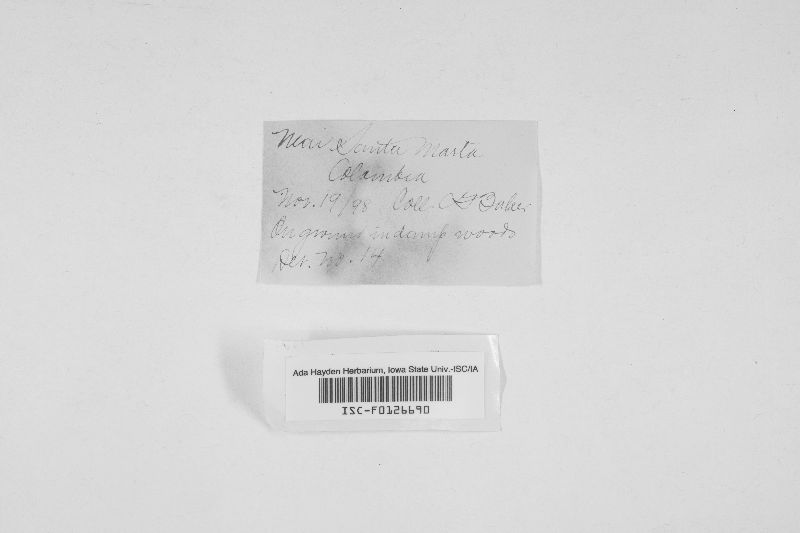 Near Santa Marta
Colombia
Nov. 19/98 Coll. CF Baker
On ground in damp woods
Det. No. 14
Ada Hayden Herbarium, Iowa State Univ.-ISC/IA
ISC-F0126690